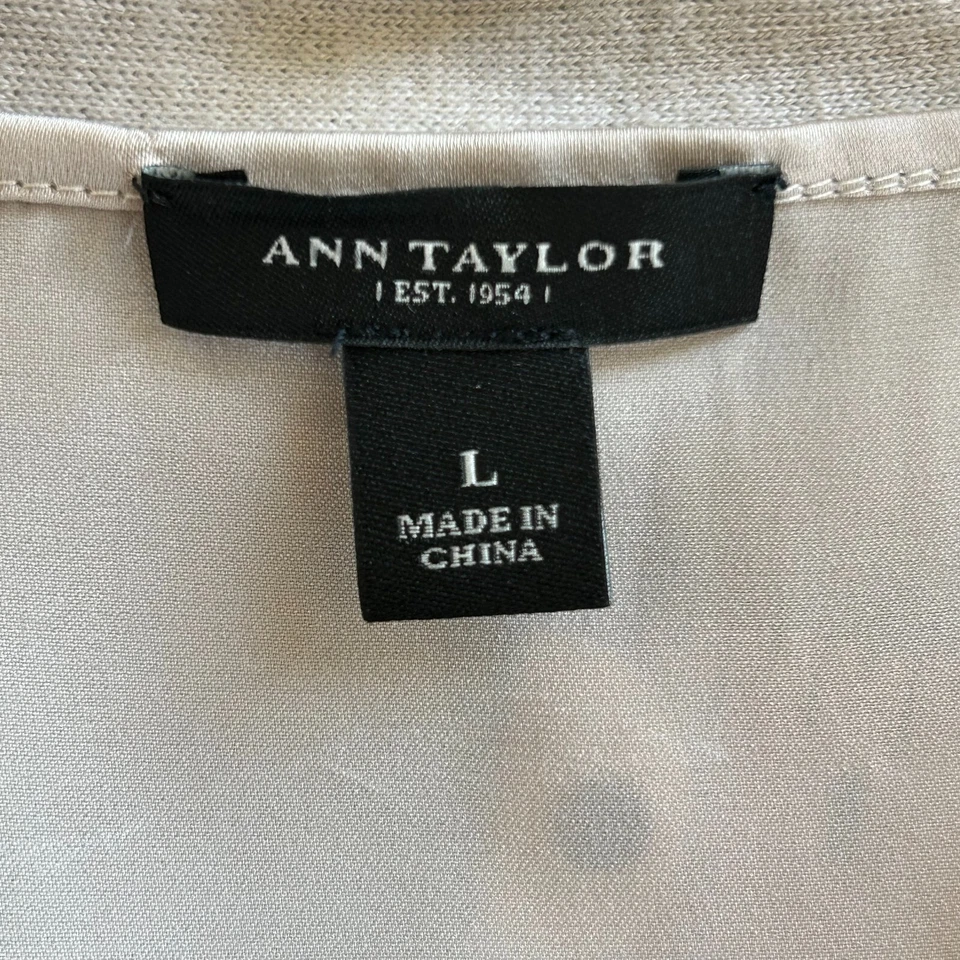 ANN TAYLOR
| EST. 1954 |
L
MADE IN
CHINA